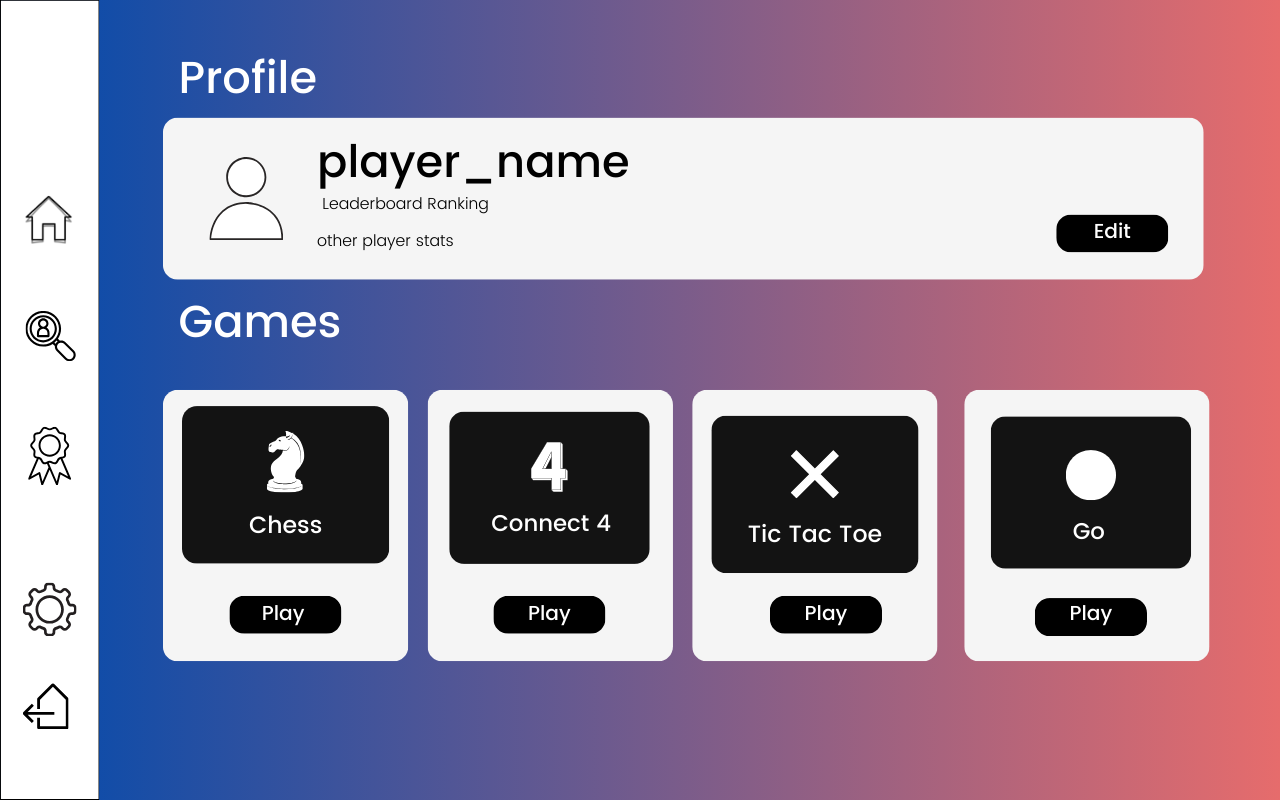 Profile
player_name
Leaderboard Ranking
other player stats
Edit
Games
4
Chess
Connect 4
Tic Tac Toe
Go
Play
Play
Play
Play